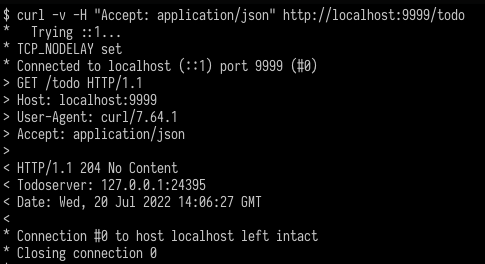 $ curl -v -H "Accept: application/json" http://localhost:9999/todo
*   Trying ::1...
* TCP_NODELAY set
* Connected to localhost (::1) port 9999 (#0)
> GET /todo HTTP/1.1
> Host: localhost:9999
> User-Agent: curl/7.64.1
> Accept: application/json
>
< HTTP/1.1 204 No Content
< Todoserver: 127.0.0.1:24395
< Date: Wed, 20 Jul 2022 14:06:27 GMT
<
* Connection #0 to host localhost left intact
* Closing connection 0